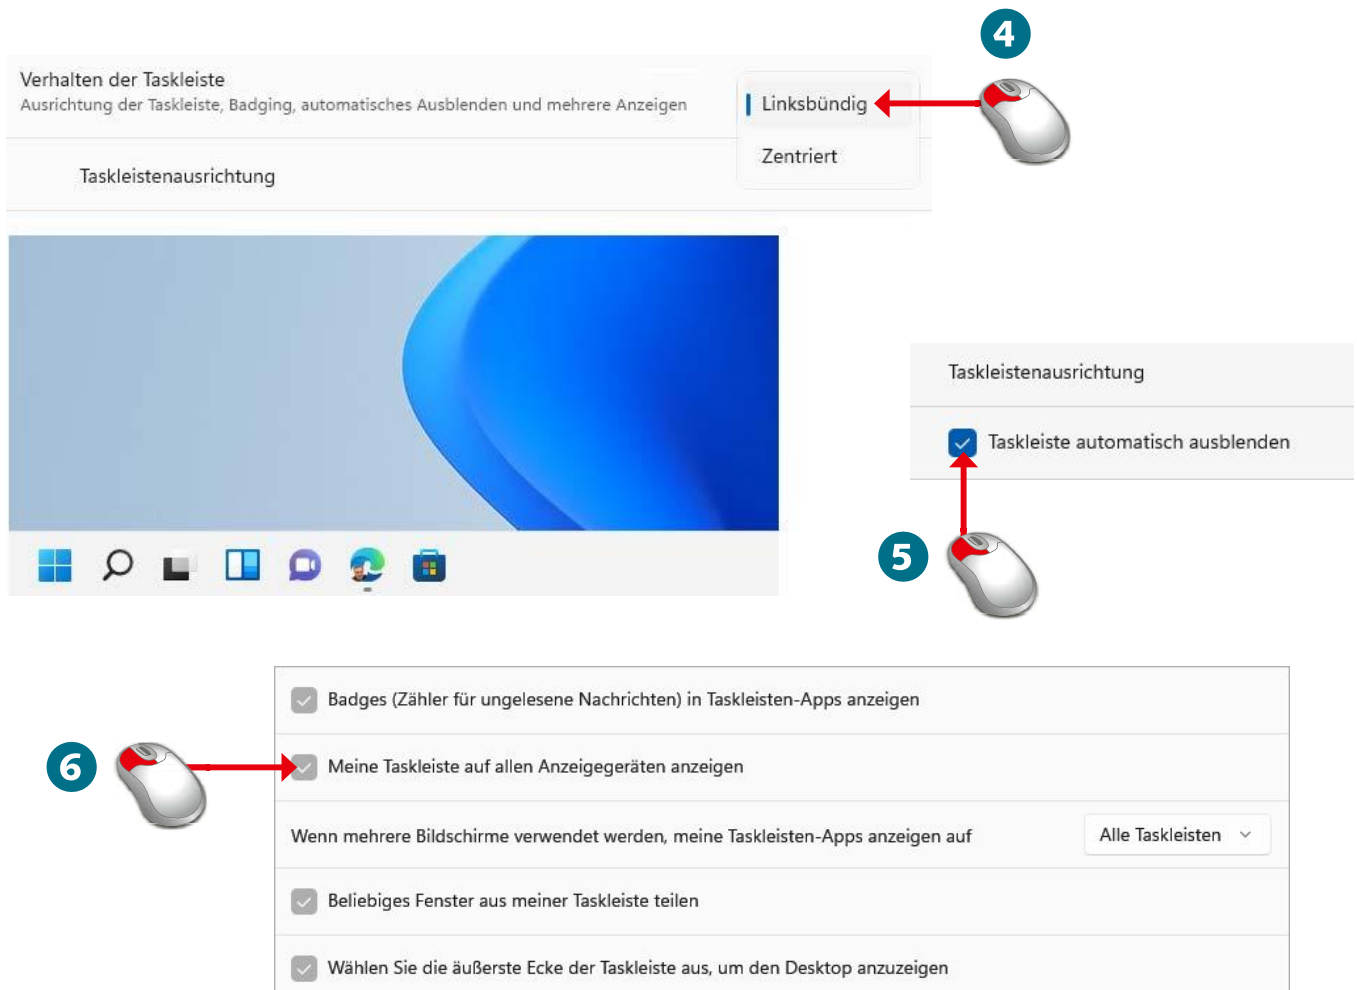 4
Verhalten der Taskleiste
Ausrichtung der Taskleiste, Badging, automatisches Ausblenden und mehrere Anzeigen
Linksbündig
Zentriert
Taskleistenausrichtung
Taskleistenausrichtung
Taskleiste automatisch ausblenden
5
Badges (Zähler für ungelesene Nachrichten) in Taskleisten-Apps anzeigen
6
Meine Taskleiste auf allen Anzeigegeräten anzeigen
Wenn mehrere Bildschirme verwendet werden, meine Taskleisten-Apps anzeigen auf
Alle Taskleisten
Beliebiges Fenster aus meiner Taskleiste teilen
Wählen Sie die äußerste Ecke der Taskleiste aus, um den Desktop anzuzeigen